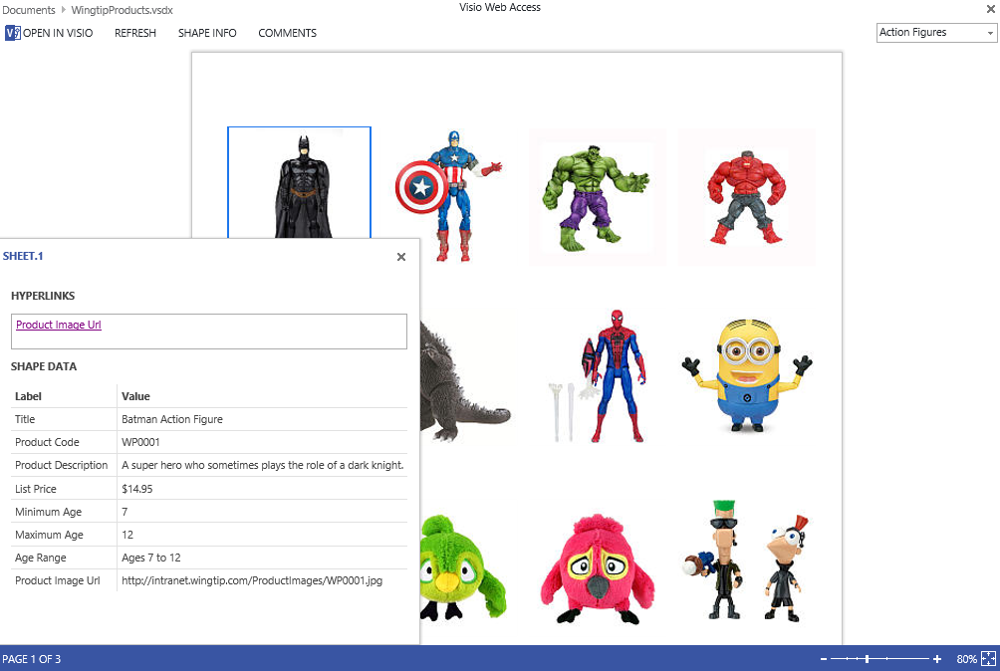 Documents ▸ WingtipProducts.vsdx
Visio Web Access
OPEN IN VISIO REFRESH SHAPE INFO COMMENTS
Action Figures
SHEET.1
HYPERLINKS
Product Image Url
SHAPE DATA
Label Value
Title Batman Action Figure
Product Code WP0001
Product Description A super hero who sometimes plays the role of a dark knight.
List Price $14.95
Minimum Age 7
Maximum Age 12
Age Range Ages 7 to 12
Product Image Url http://intranet.wingtip.com/ProductImages/WP0001.jpg
PAGE 1 OF 3
80%